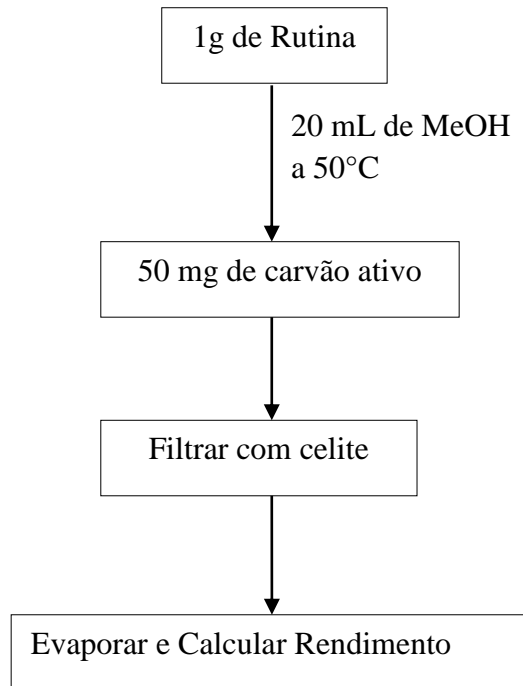 1g de Rutina
20 mL de MeOH
a 50°C
50 mg de carvão ativo
Filtrar com celite
Evaporar e Calcular Rendimento